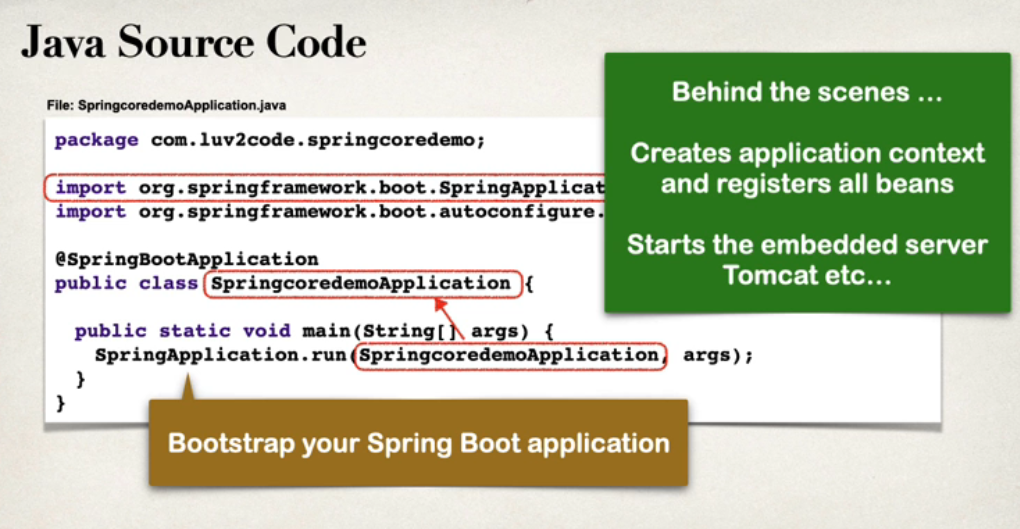 Java Source Code
File: SpringcoredemoApplication.java
package com.luv2code.springcoredemo;
import org.springframework.boot.SpringApplicat
import org.springframework.boot.autoconfigure.
@SpringBootApplication
public class SpringcoredemoApplication {
public static void main(String[] args) {
SpringApplication.run(SpringcoredemoApplication, args);
}
}
Behind the scenes ...
Creates application context
and registers all beans
Starts the embedded server
Tomcat etc...
Bootstrap your Spring Boot application